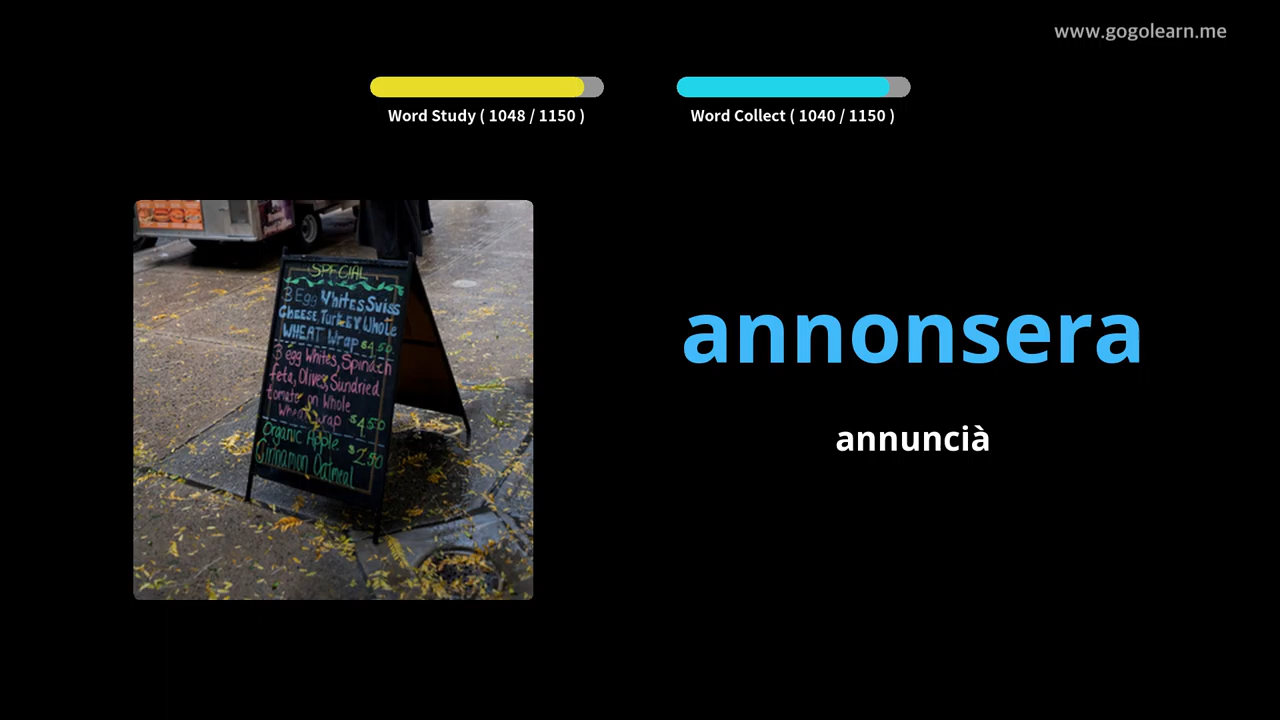 www.gogolearn.me
Word Study ( 1048 / 1150 )
Word Collect ( 1040 / 1150 )
SPECIAL
3 Egg Whites, Swiss
Cheese, Turkey Whole
WHEAT Wrap $4.50
3 egg Whites, Spinach
feta, Olives, Sundried
tomato on Whole
Wheat Wrap $4.50
Organic Apple
Cinnamon Oatmeal $2.50
annonsera
annuncià